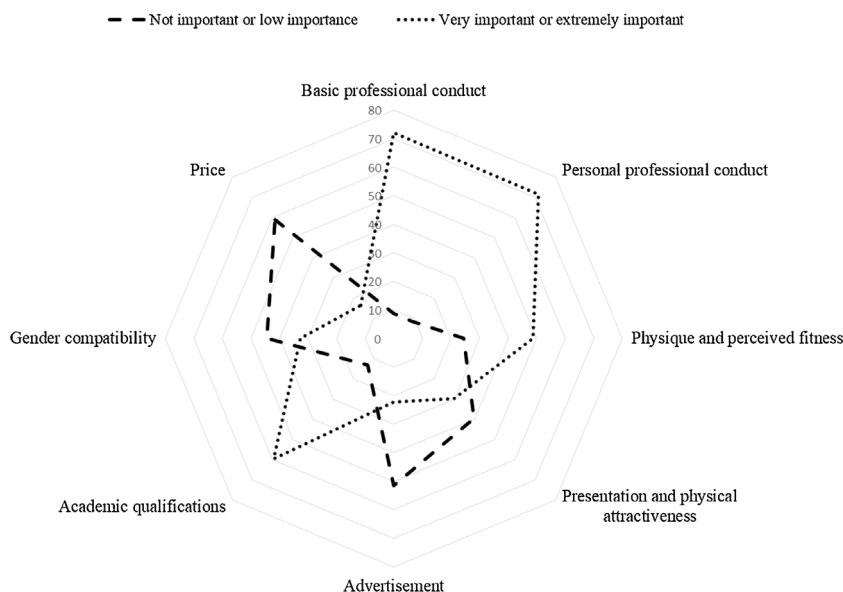 Not important or low importance
Very important or extremely important
Basic professional conduct
80
70
60
50
40
30
20
10
0
Price
Personal professional conduct
Gender compatibility
Physique and perceived fitness
Academic qualifications
Presentation and physical
attractiveness
Advertisement